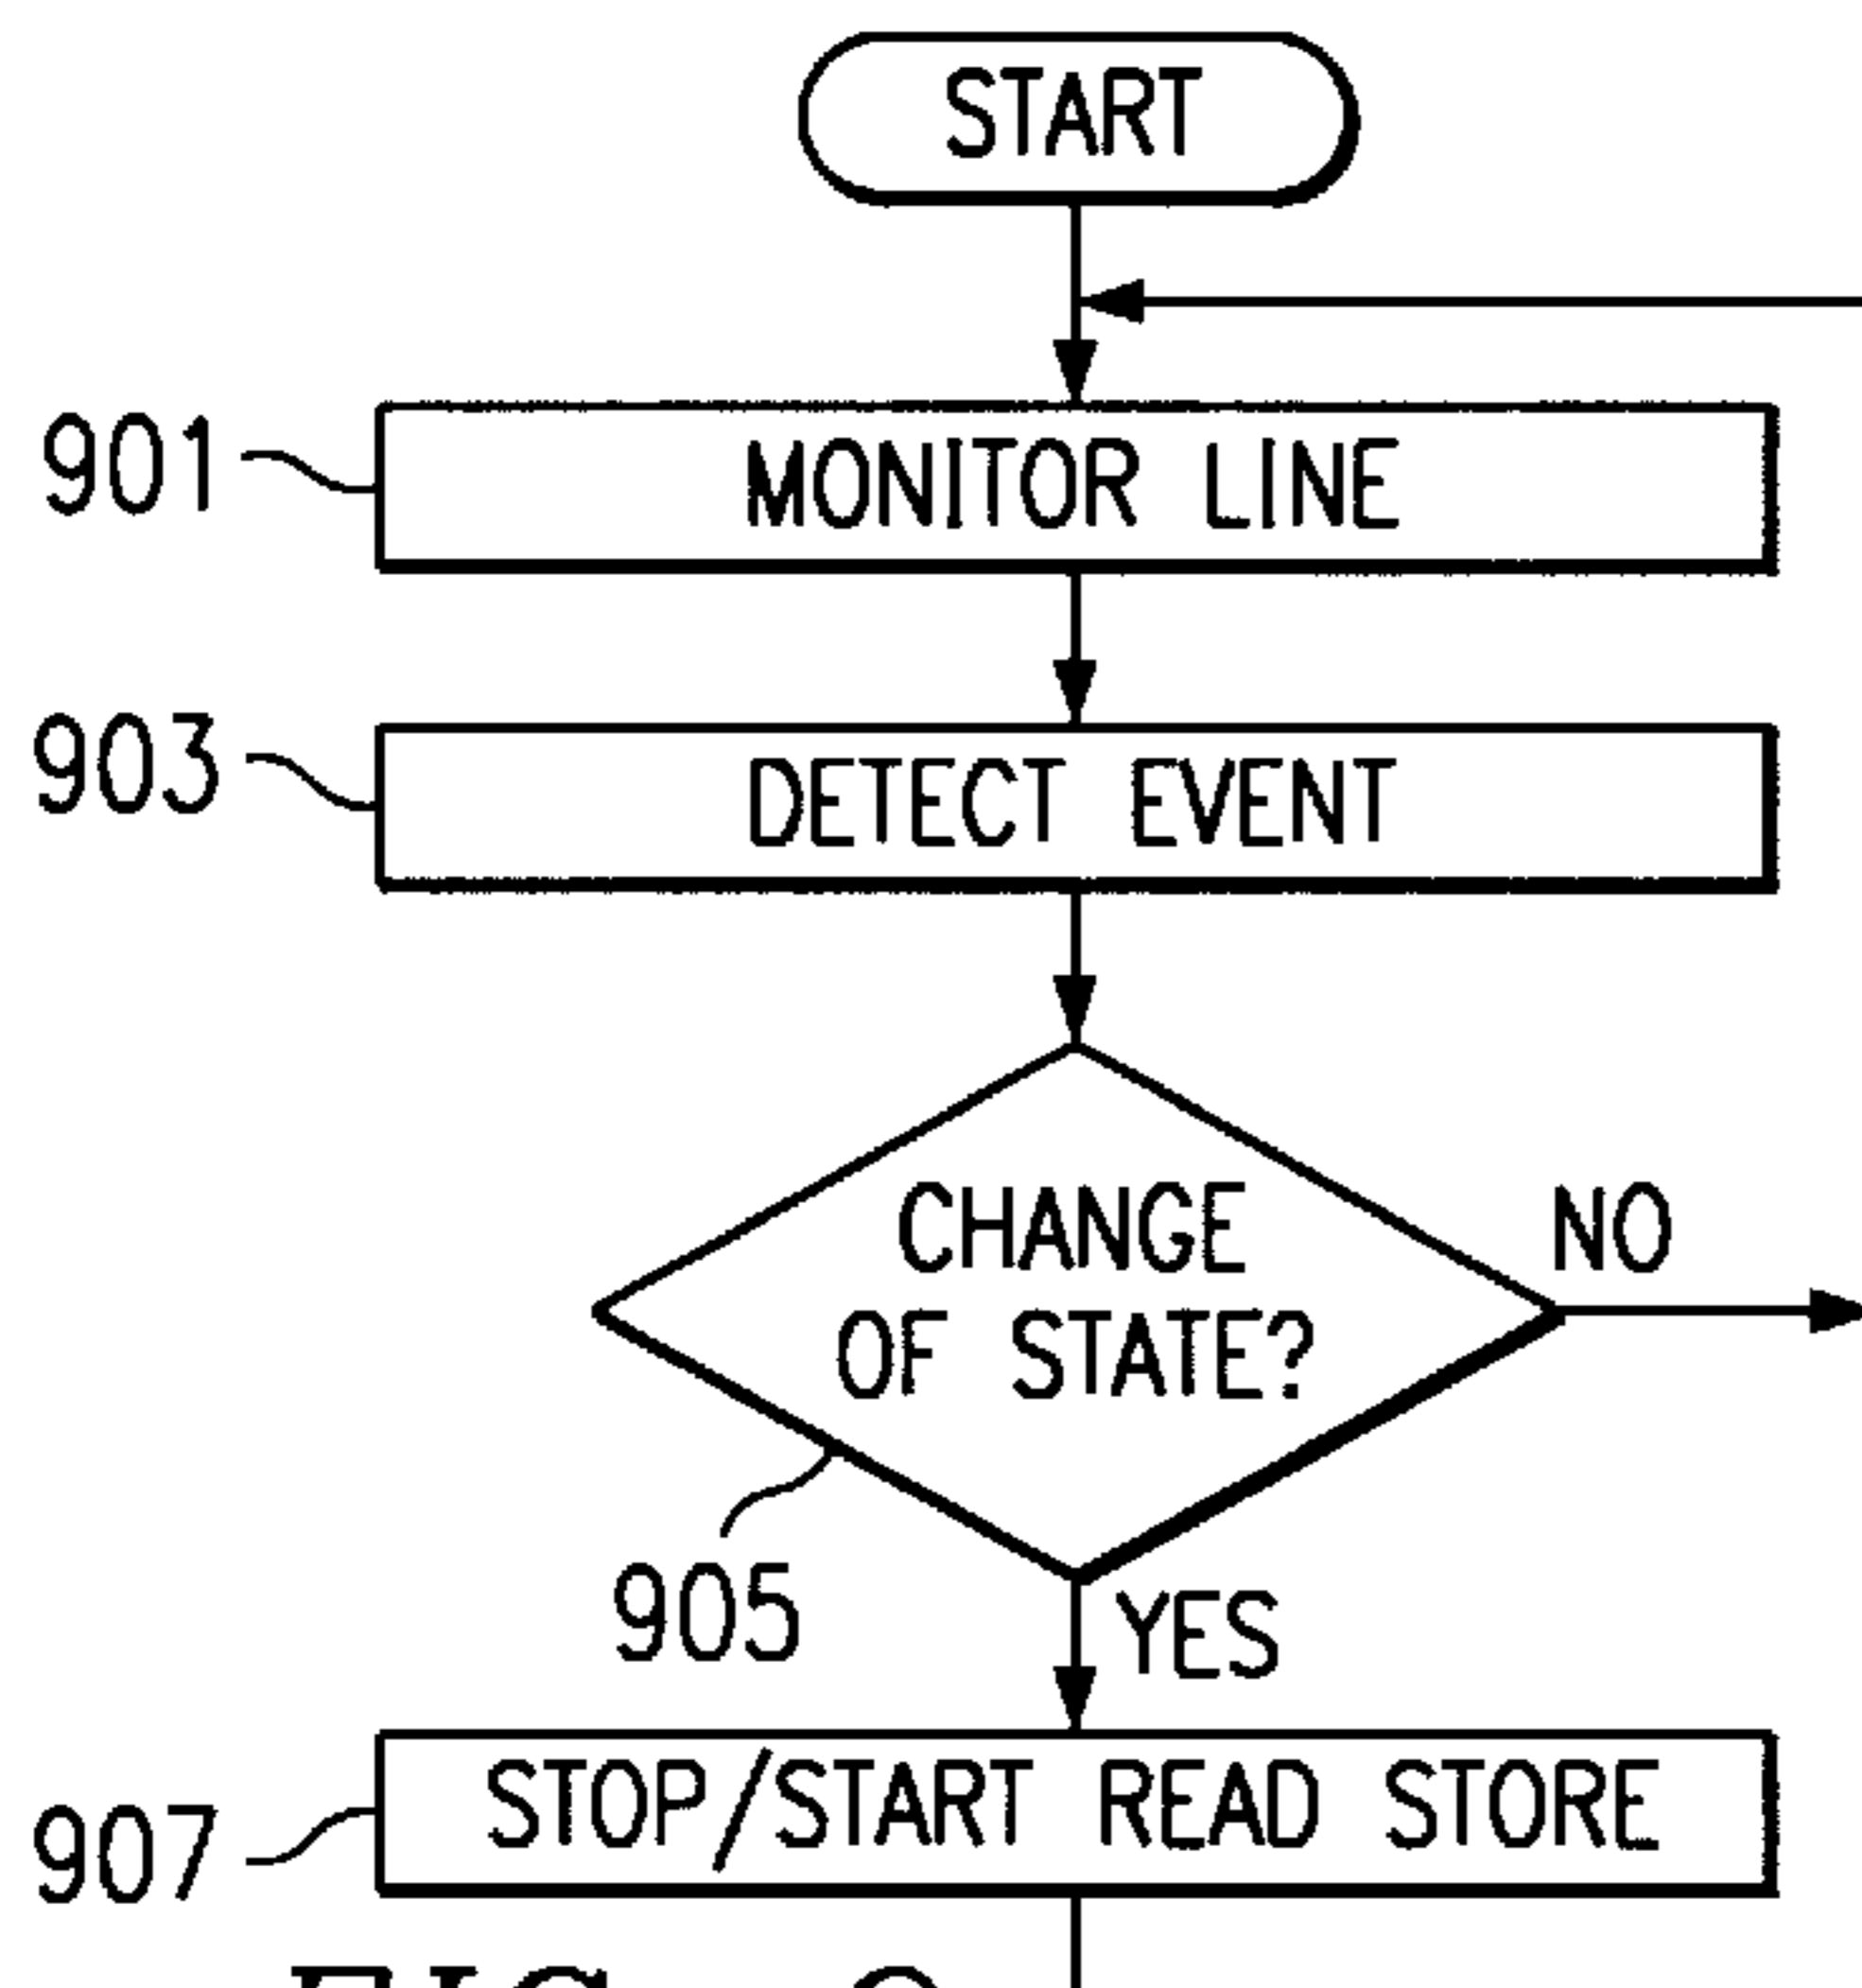 START
901
MONITOR LINE
903
DETECT EVENT
CHANGE
NO
OF STATE?
905
YES
STOP/START READ STORE
907